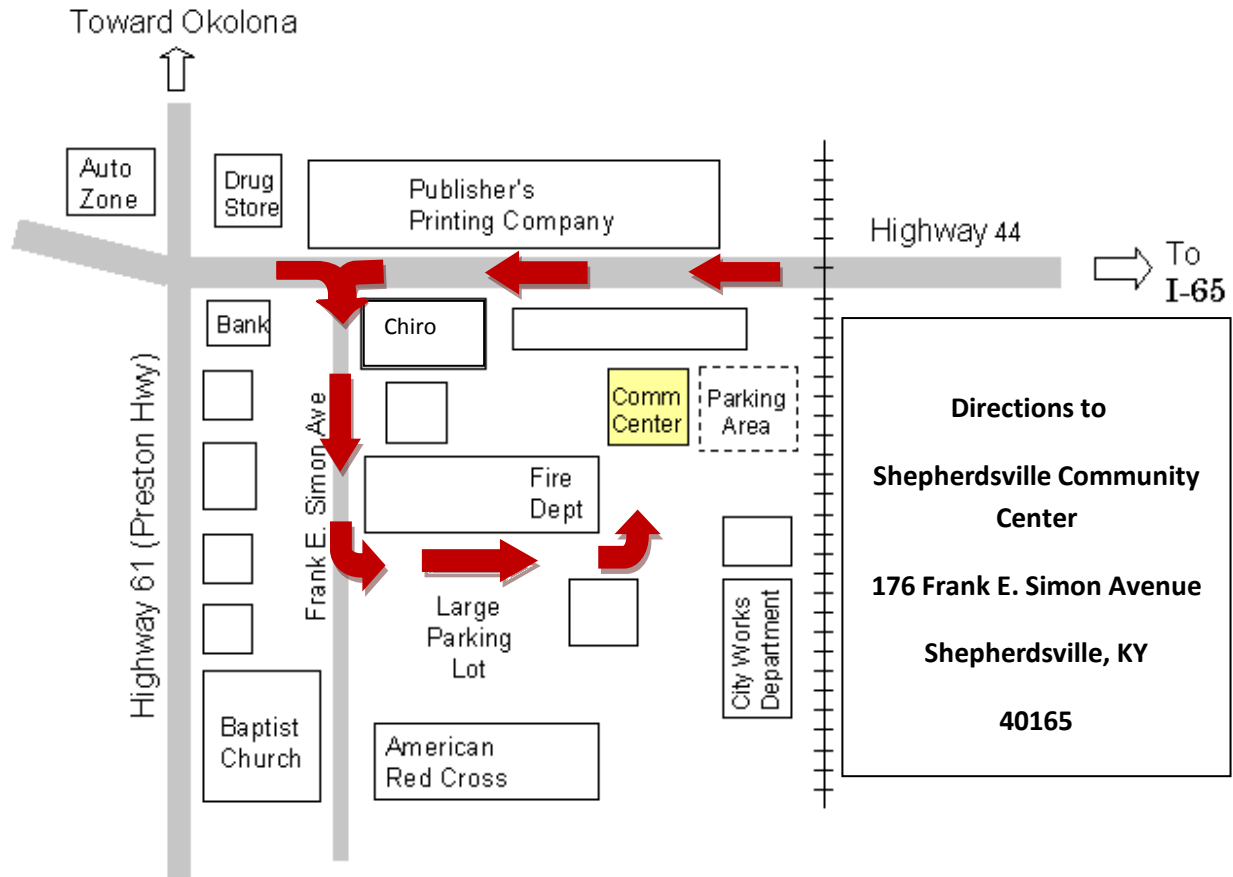 Toward Okolona
Auto
Zone
Drug
Store
Publisher's
Printing Company
Highway 44
To
I-65
Bank
Chiro
Comm
Center
Parking
Area
Highway 61 (Preston Hwy)
Frank E. Simon Ave
Fire
Dept
Large
Parking
Lot
City Works
Department
Baptist
Church
American
Red Cross
Directions to
Shepherdsville Community
Center
176 Frank E. Simon Avenue
Shepherdsville, KY
40165